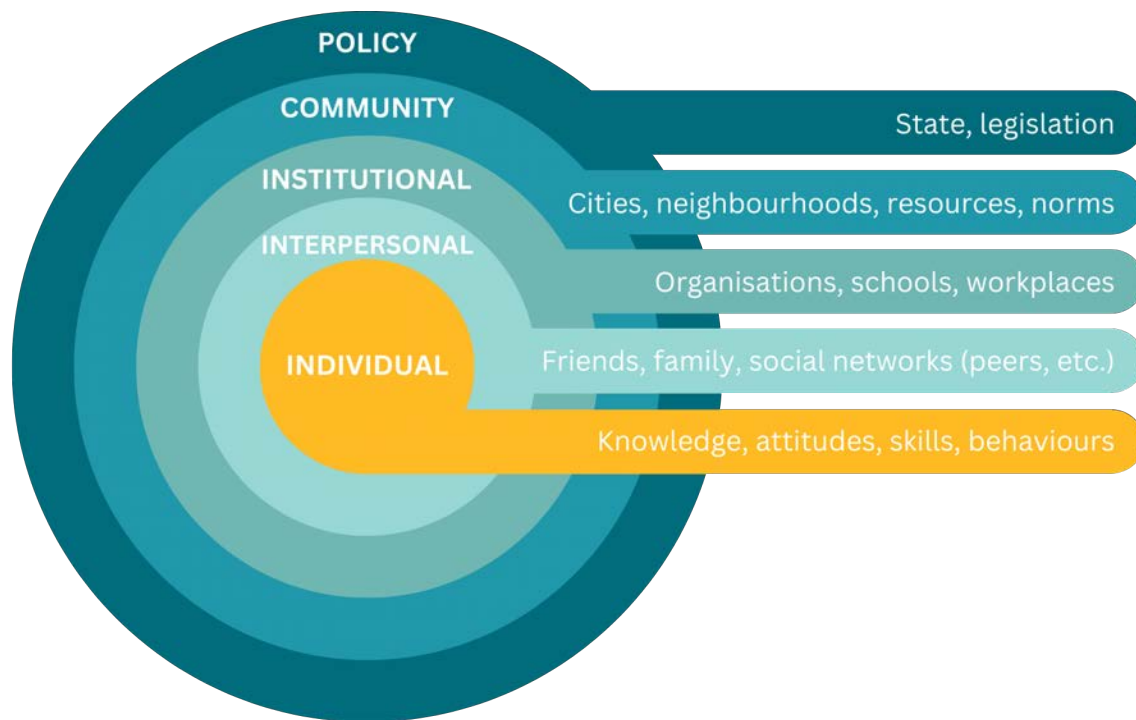 POLICY
COMMUNITY
INSTITUTIONAL
INTERPERSONAL
INDIVIDUAL
State, legislation
Cities, neighbourhoods, resources, norms
Organisations, schools, workplaces
Friends, family, social networks (peers, etc.)
Knowledge, attitudes, skills, behaviours